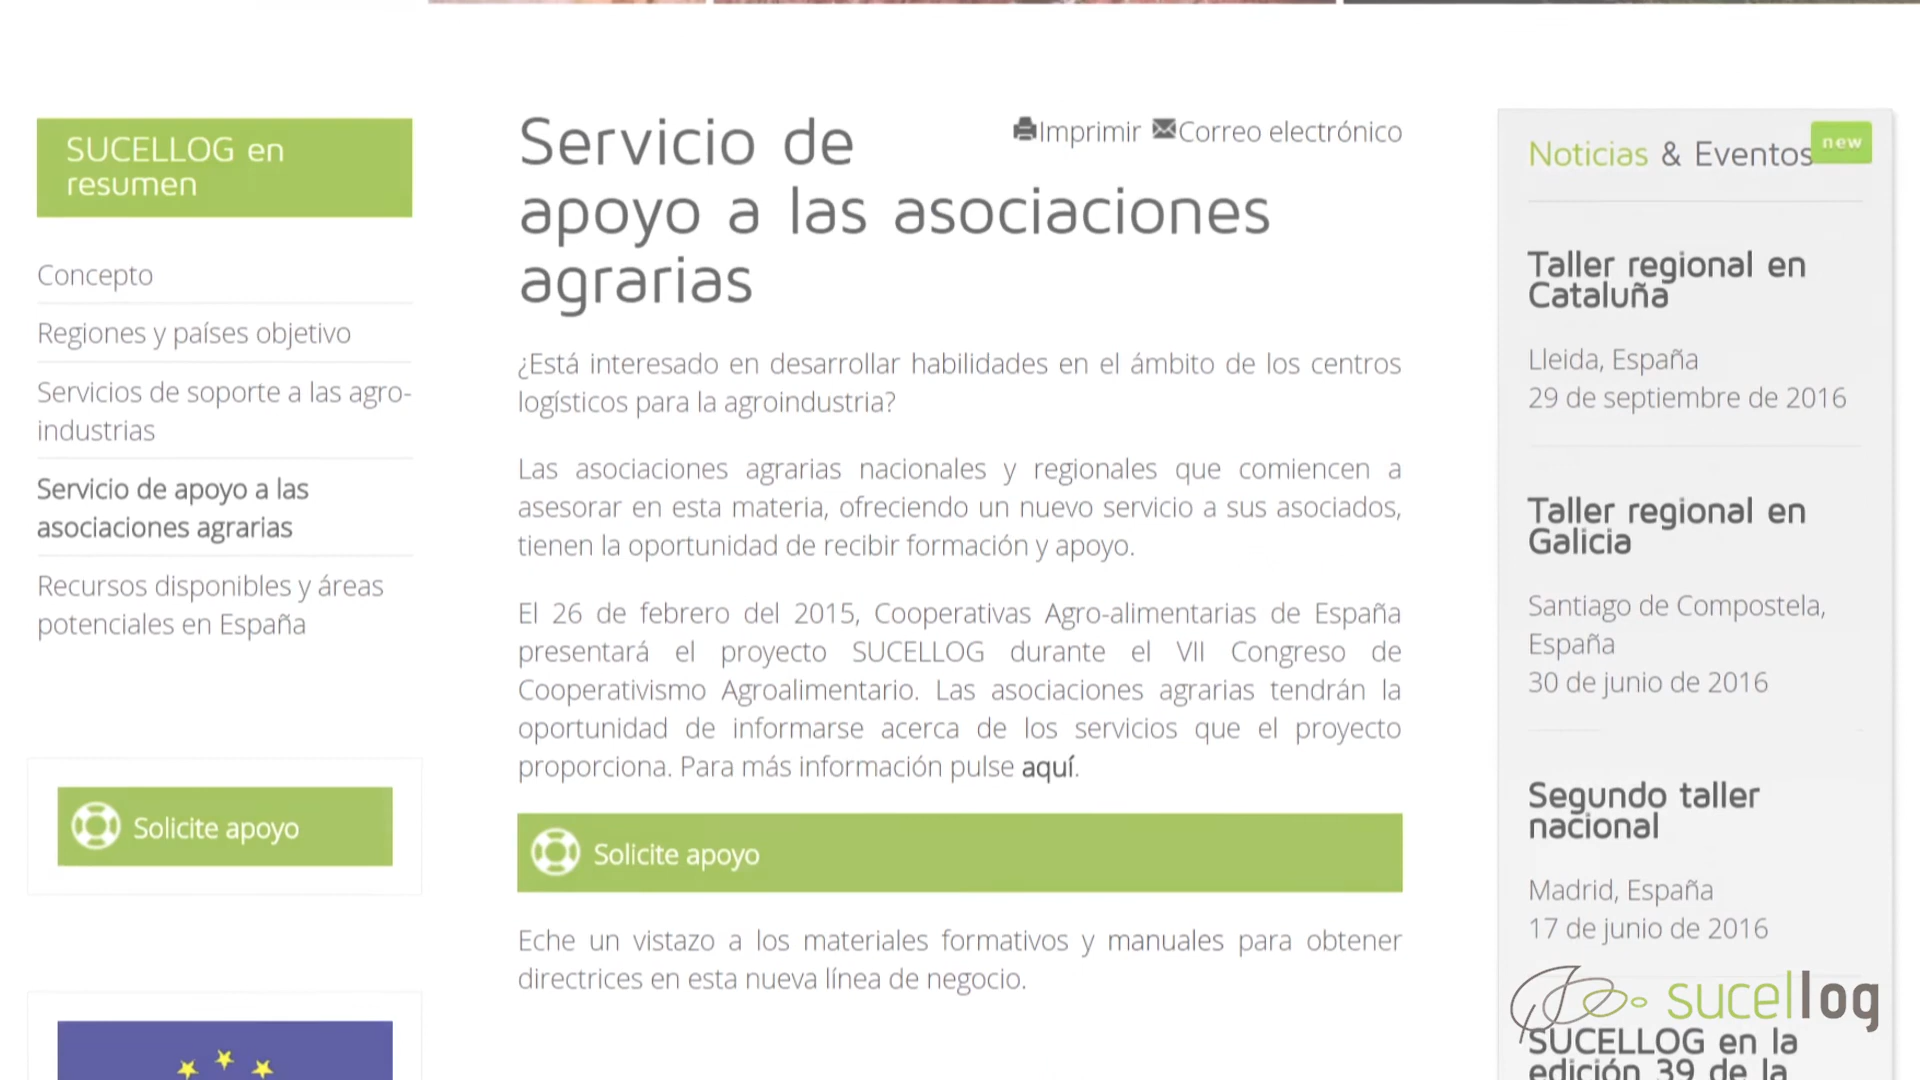 SUCELLOG en
resumen
Concepto
Regiones y países objetivo
Servicios de soporte a las agro-
industrias
Servicio de apoyo a las
asociaciones agrarias
Recursos disponibles y áreas
potenciales en España
Solicite apoyo
Servicio de
Imprimir Correo electrónico
apoyo a las asociaciones
agrarias
¿Está interesado en desarrollar habilidades en el ámbito de los centros
logísticos para la agroindustria?
Las asociaciones agrarias nacionales y regionales que comiencen a
asesorar en esta materia, ofreciendo un nuevo servicio a sus asociados,
tienen la oportunidad de recibir formación y apoyo.
El 26 de febrero del 2015, Cooperativas Agro-alimentarias de España
presentará el proyecto SUCELLOG durante el VII Congreso de
Cooperativismo Agroalimentario. Las asociaciones agrarias tendrán la
oportunidad de informarse acerca de los servicios que el proyecto
proporciona. Para más información pulse aquí.
Solicite apoyo
Eche un vistazo a los materiales formativos y manuales para obtener
directrices en esta nueva línea de negocio.
Noticias & Eventos
new
Taller regional en
Cataluña
Lleida, España
29 de septiembre de 2016
Taller regional en
Galicia
Santiago de Compostela,
España
30 de junio de 2016
Segundo taller
nacional
Madrid, España
17 de junio de 2016
sucellog
SUCELLOG en la
edición 39 de la